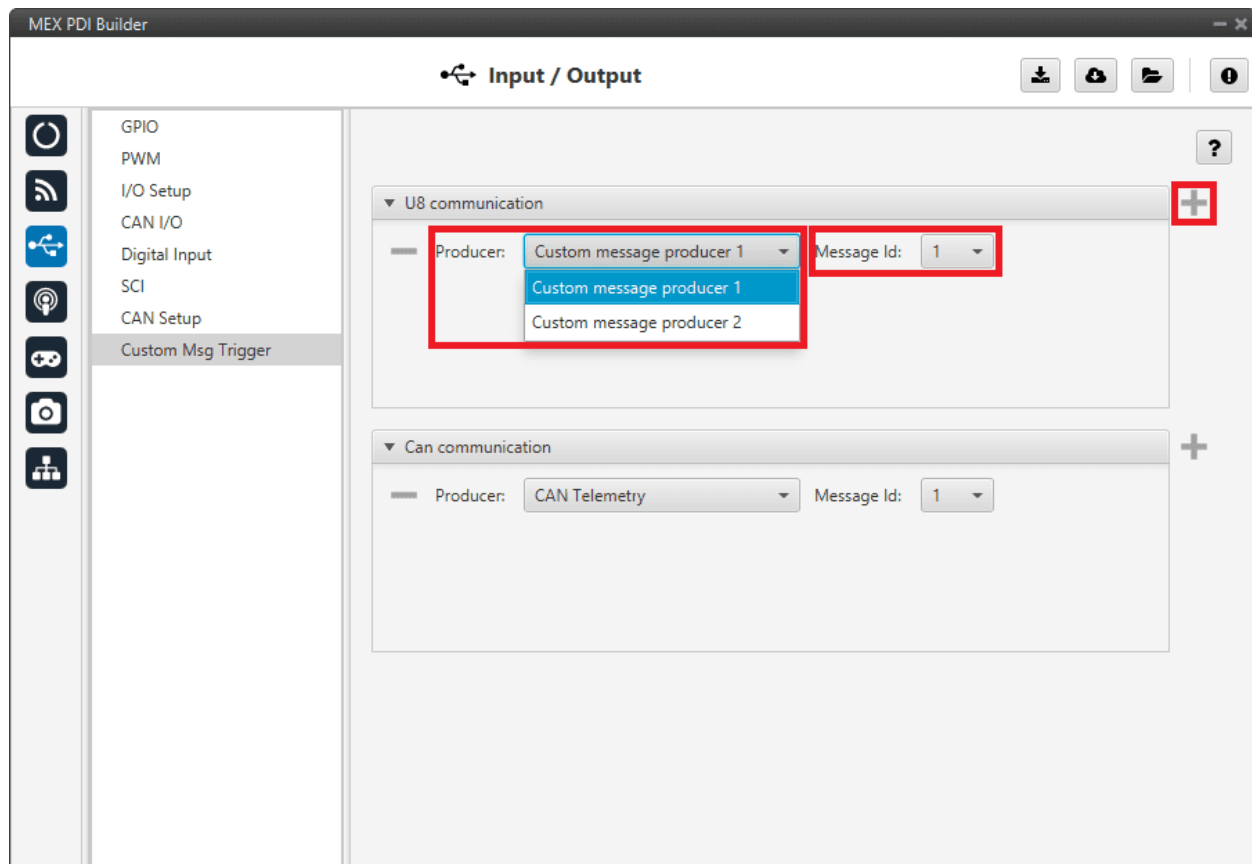 MEX PDI Builder
Input / Output
GPIO
PWM
I/O Setup
CAN I/O
Digital Input
SCI
CAN Setup
Custom Msg Trigger
?
U8 communication
Producer: Custom message producer 1 Message Id: 1
Custom message producer 1
Custom message producer 2
Can communication
Producer: CAN Telemetry Message Id: 1